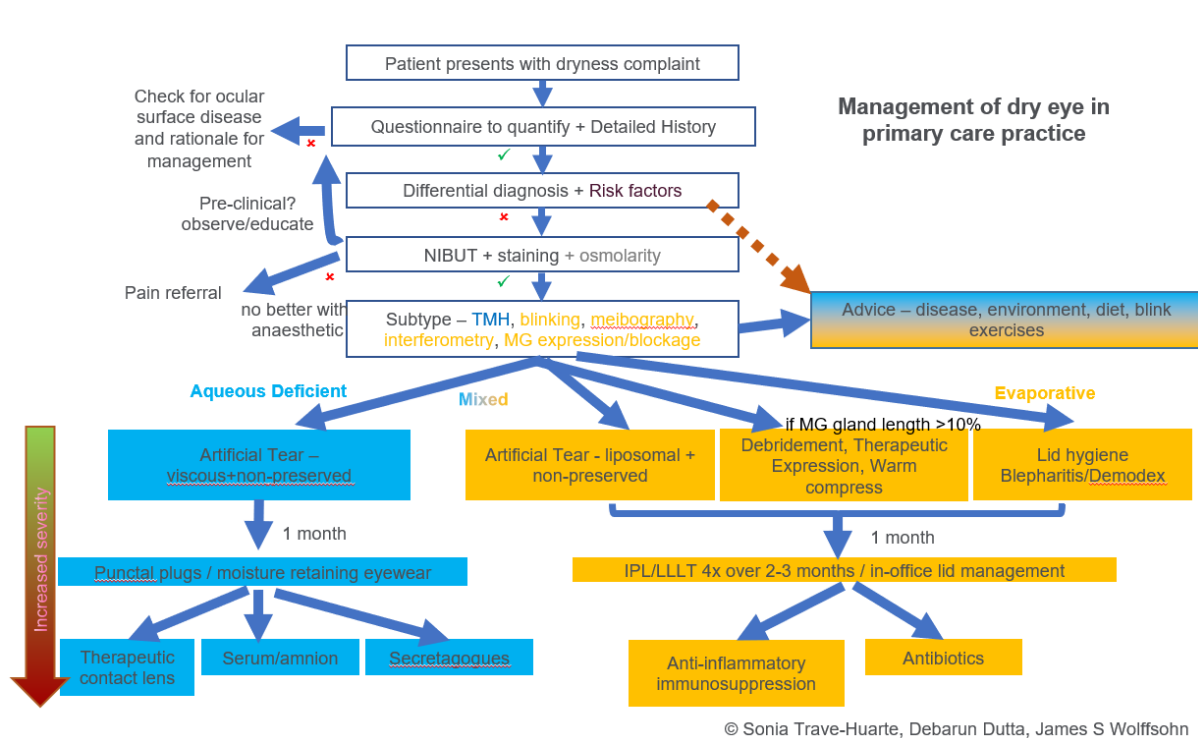 Patient presents with dryness complaint
Management of dry eye in
primary care practice
Check for ocular
surface disease
and rationale for
management
Questionnaire to quantify + Detailed History
Differential diagnosis + Risk factors
Pre-clinical?
observe/educate
NIBUT + staining + osmolarity
Pain referral
no better with
anaesthetic
Subtype – TMH, blinking, meibography,
interferometry, MG expression/blockage
Advice – disease, environment, diet, blink
exercises
Aqueous Deficient
Mixed
Evaporative
Increased severity
Artificial Tear –
viscous+non-preserved
Artificial Tear - liposomal +
non-preserved
if MG gland length >10%
Debridement, Therapeutic
Expression, Warm
compress
Lid hygiene
Blepharitis/Demodex
1 month
1 month
Punctal plugs / moisture retaining eyewear
IPL/LLLT 4x over 2-3 months / in-office lid management
Therapeutic
contact lens
Serum/amnion
Secretagogues
Anti-inflammatory
immunosuppression
Antibiotics
© Sonia Trave-Huarte, Debarun Dutta, James S Wolffsohn